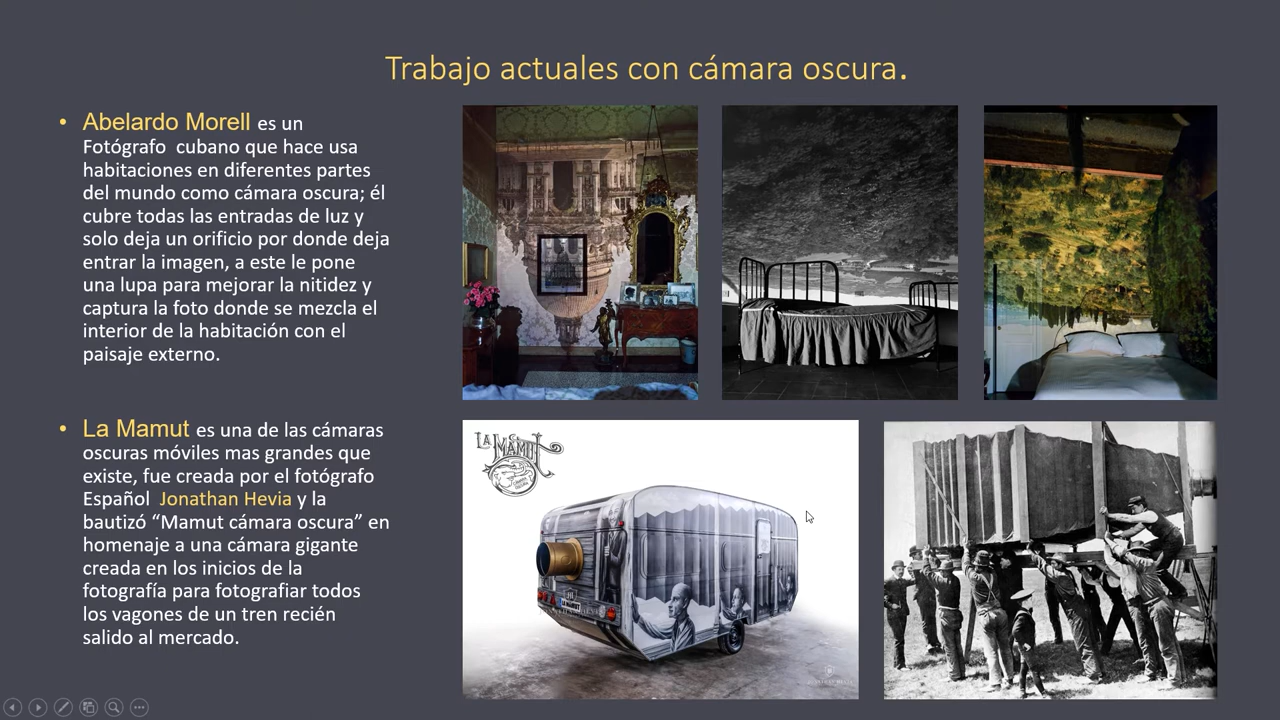 Trabajo actuales con cámara oscura.
• Abelardo Morell es un
Fotógrafo cubano que hace usa
habitaciones en diferentes partes
del mundo como cámara oscura; él
cubre todas las entradas de luz y
solo deja un orificio por donde deja
entrar la imagen, a este le pone
una lupa para mejorar la nitidez y
captura la foto donde se mezcla el
interior de la habitación con el
paisaje externo.
• La Mamut es una de las cámaras
oscuras móviles mas grandes que
existe, fue creada por el fotógrafo
Español Jonathan Hevia y la
bautizó “Mamut cámara oscura” en
homenaje a una cámara gigante
creada en los inicios de la
fotografía para fotografiar todos
los vagones de un tren recién
salido al mercado.
LA MAMUT